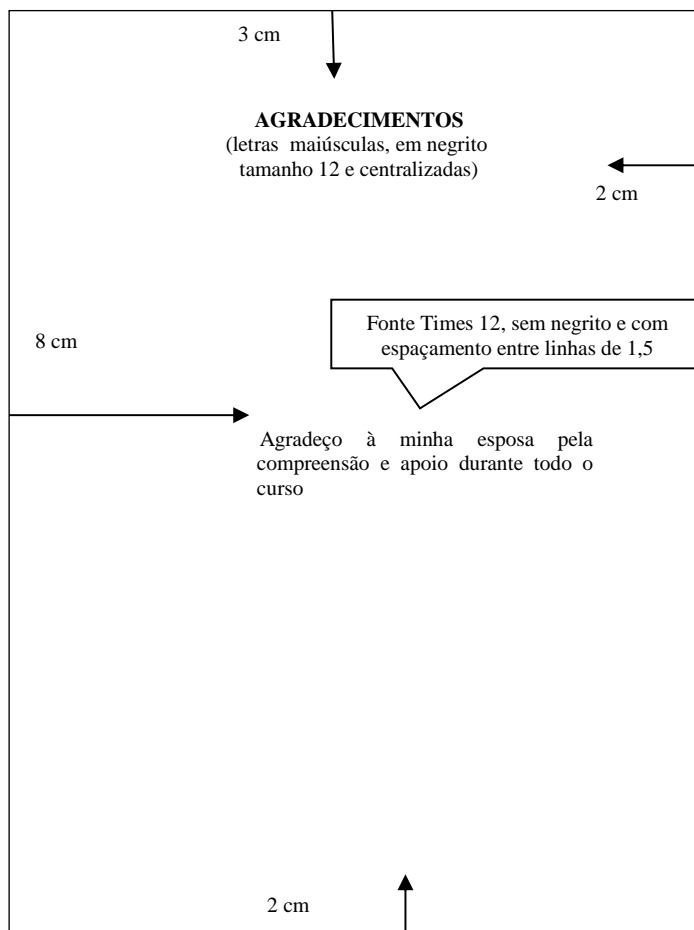 3 cm
AGRADECIMENTOS
(letras maiúsculas, em negrito
tamanho 12 e centralizadas)
2 cm
Fonte Times 12, sem negrito e com
espaçamento entre linhas de 1,5
8 cm
Agradeço à minha esposa pela
compreensão e apoio durante todo o
curso
2 cm